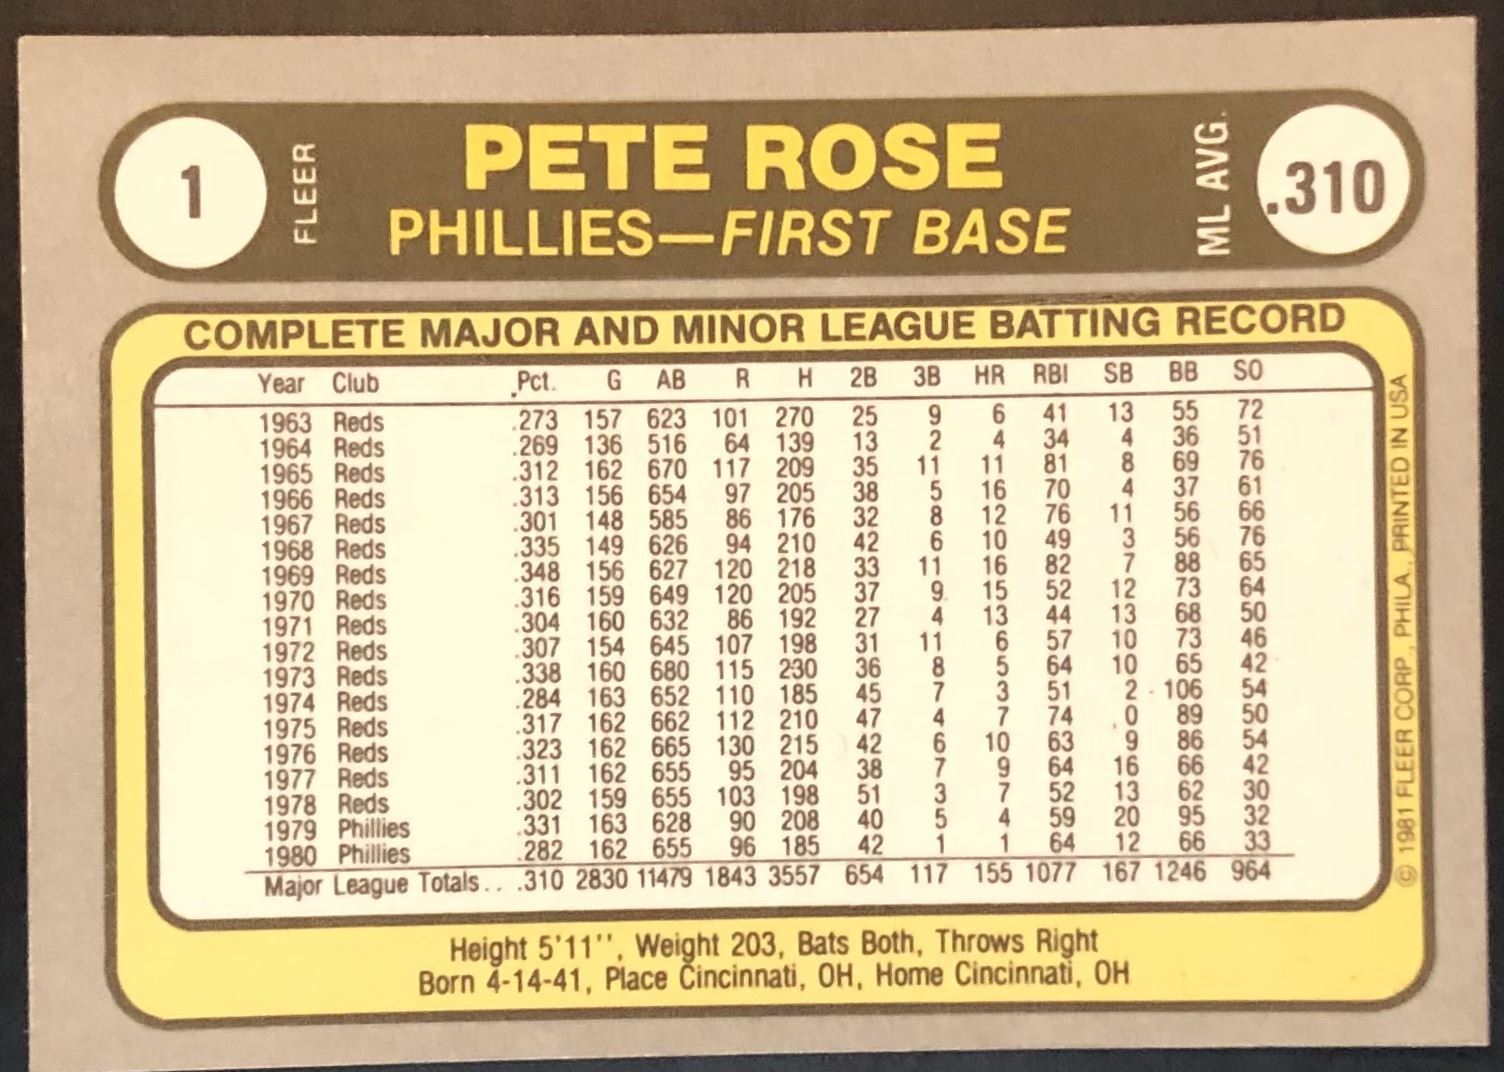 1
FLEER
PETE ROSE
PHILLIES—FIRST BASE
ML AVG.
.310
COMPLETE MAJOR AND MINOR LEAGUE BATTING RECORD
Year Club Pct. G AB R H 2B 3B HR RBI SB BB SO
1963 Reds .273 157 623 101 270 25 9 6 41 13 55 72
1964 Reds .269 136 516 64 139 13 2 4 34 4 36 51
1965 Reds .312 162 670 117 209 35 11 11 81 8 69 76
1966 Reds .313 156 654 97 205 38 5 16 70 4 37 61
1967 Reds .301 148 585 86 176 32 8 12 76 11 56 66
1968 Reds .335 149 626 94 210 42 6 10 49 3 56 76
1969 Reds .348 156 627 120 218 33 11 16 82 7 88 65
1970 Reds .316 159 649 120 205 37 9 15 52 12 73 64
1971 Reds .304 160 632 86 192 27 4 13 44 13 68 50
1972 Reds .307 154 645 107 198 31 11 6 57 10 73 46
1973 Reds .338 160 680 115 230 36 8 5 64 10 65 42
1974 Reds .284 163 652 110 185 45 7 3 51 2 106 54
1975 Reds .317 162 662 112 210 47 4 7 74 0 89 50
1976 Reds .323 162 665 130 215 42 6 10 63 9 86 54
1977 Reds .311 162 655 95 204 38 7 9 64 16 66 42
1978 Reds .302 159 655 103 198 51 3 7 52 13 62 30
1979 Phillies .331 163 628 90 208 40 5 4 59 20 95 32
1980 Phillies .282 162 655 96 185 42 1 1 64 12 66 33
Major League Totals.. .310 2830 11479 1843 3557 654 117 155 1077 167 1246 964
Height 5'11'', Weight 203, Bats Both, Throws Right
Born 4-14-41, Place Cincinnati, OH, Home Cincinnati, OH
© 1981 FLEER CORP., PHILA., PRINTED IN USA